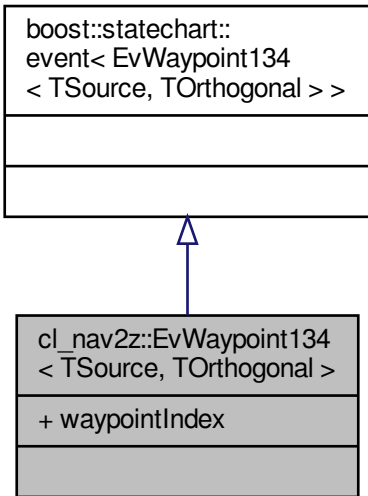 boost::statechart::
event< EvWaypoint134
< TSource, TOrthogonal > >
cl_nav2z::EvWaypoint134
< TSource, TOrthogonal >
+ waypointIndex